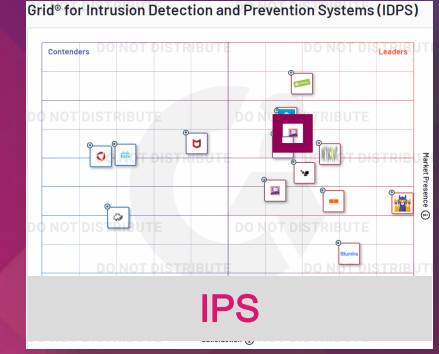 Grid® for Intrusion Detection and Prevention Systems (IDPS)
Contenders
Leaders
DO NOT DISTRIBUTE DO NOT DISTRIBUTE
DO NOT DISTRIBUTE DO NOT DISTRIBUTE
DO NOT DISTRIBUTE DO NOT DISTRIBUTE
DO NOT DISTRIBUTE DO NOT DISTRIBUTE
DO NOT DISTRIBUTE DO NOT DISTRIBUTE
Market Presence
Blumira
IPS